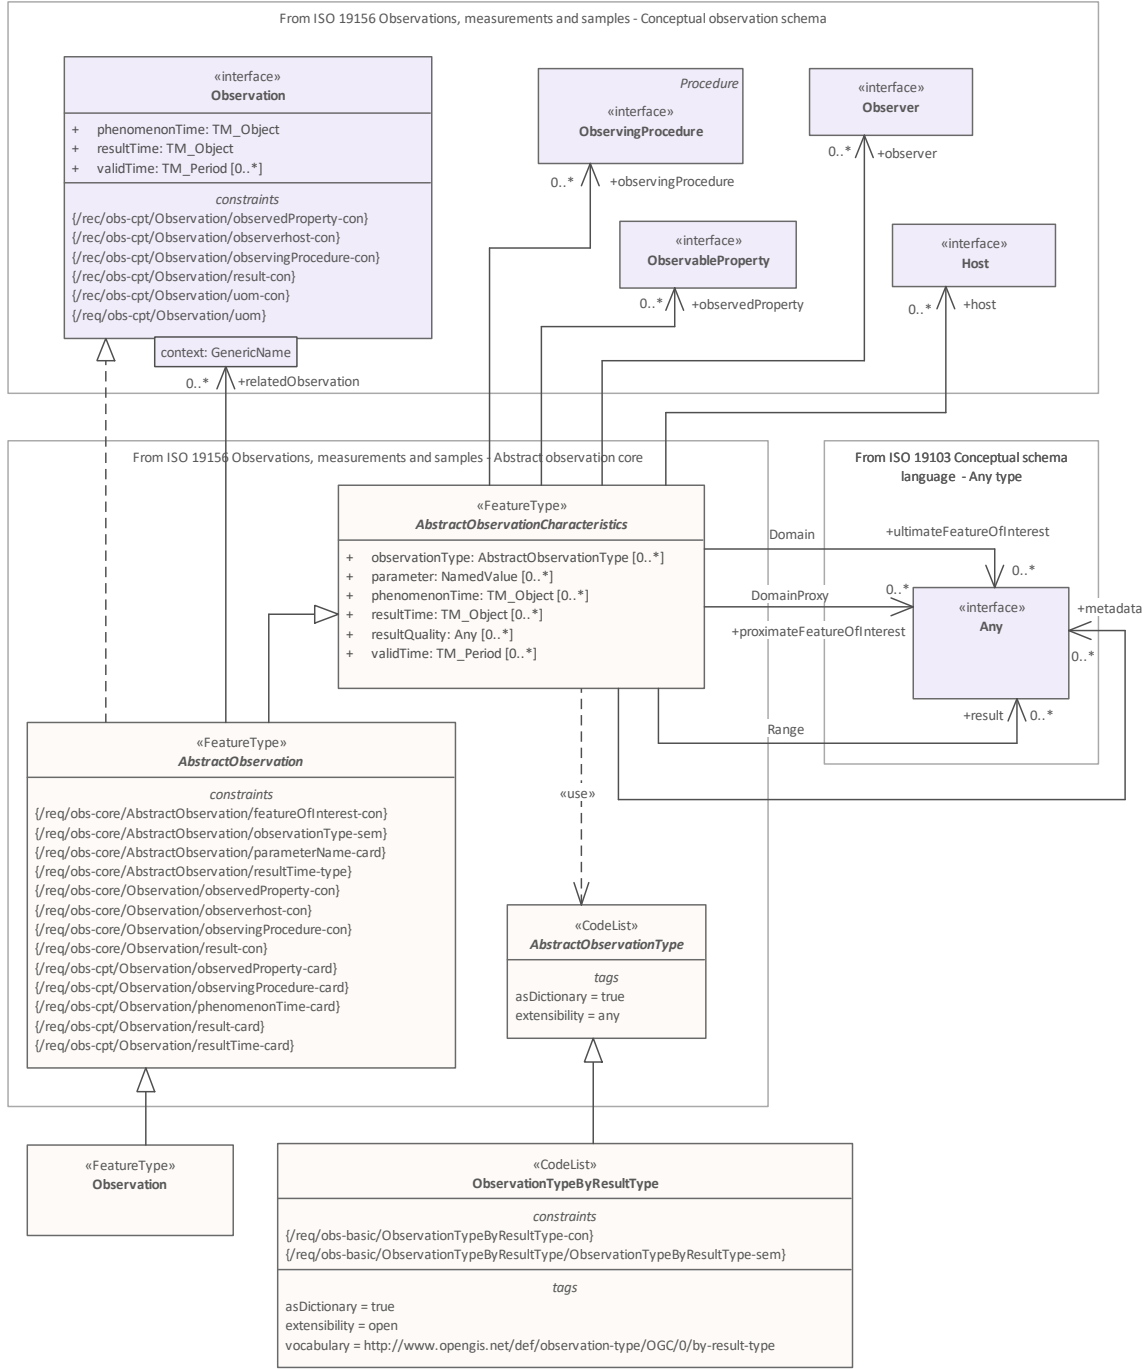 From ISO 19156 Observations, measurements and samples - Conceptual observation schema
«interface»
Observation
+ phenomenonTime: TM_Object
+ resultTime: TM_Object
+ validTime: TM_Period [0..*]
constraints
{/rec/obs-cpt/Observation/observedProperty-con}
{/rec/obs-cpt/Observation/observerhost-con}
{/rec/obs-cpt/Observation/observingProcedure-con}
{/rec/obs-cpt/Observation/result-con}
{/rec/obs-cpt/Observation/uom-con}
{/req/obs-cpt/Observation/uom}
context: GenericName
0..* +relatedObservation
Procedure
«interface»
ObservingProcedure
0..* +observingProcedure
«interface»
Observer
0..* +observer
«interface»
ObservableProperty
0..* +observedProperty
«interface»
Host
0..* +host
From ISO 19156 Observations, measurements and samples - Abstract observation core
«FeatureType»
AbstractObservationCharacteristics
+ observationType: AbstractObservationType [0..*]
+ parameter: NamedValue [0..*]
+ phenomenonTime: TM_Object [0..*]
+ resultTime: TM_Object [0..*]
+ resultQuality: Any [0..*]
+ validTime: TM_Period [0..*]
From ISO 19103 Conceptual schema
language - Any type
Domain
+ultimateFeatureOfInterest
0..*
DomainProxy
0..*
+proximateFeatureOfInterest
«interface»
Any
+metadata
0..*
+result 0..*
Range
«use»
«FeatureType»
AbstractObservation
constraints
{/req/obs-core/AbstractObservation/featureOfInterest-con}
{/req/obs-core/AbstractObservation/observationType-sem}
{/req/obs-core/AbstractObservation/parameterName-card}
{/req/obs-core/AbstractObservation/resultTime-type}
{/req/obs-core/Observation/observedProperty-con}
{/req/obs-core/Observation/observerhost-con}
{/req/obs-core/Observation/observingProcedure-con}
{/req/obs-core/Observation/result-con}
{/req/obs-cpt/Observation/observedProperty-card}
{/req/obs-cpt/Observation/observingProcedure-card}
{/req/obs-cpt/Observation/phenomenonTime-card}
{/req/obs-cpt/Observation/result-card}
{/req/obs-cpt/Observation/resultTime-card}
«CodeList»
AbstractObservationType
tags
asDictionary = true
extensibility = any
«FeatureType»
Observation
«CodeList»
ObservationTypeByResultType
constraints
{/req/obs-basic/ObservationTypeByResultType-con}
{/req/obs-basic/ObservationTypeByResultType/ObservationTypeByResultType-sem}
tags
asDictionary = true
extensibility = open
vocabulary = http://www.opengis.net/def/observation-type/OGC/0/by-result-type